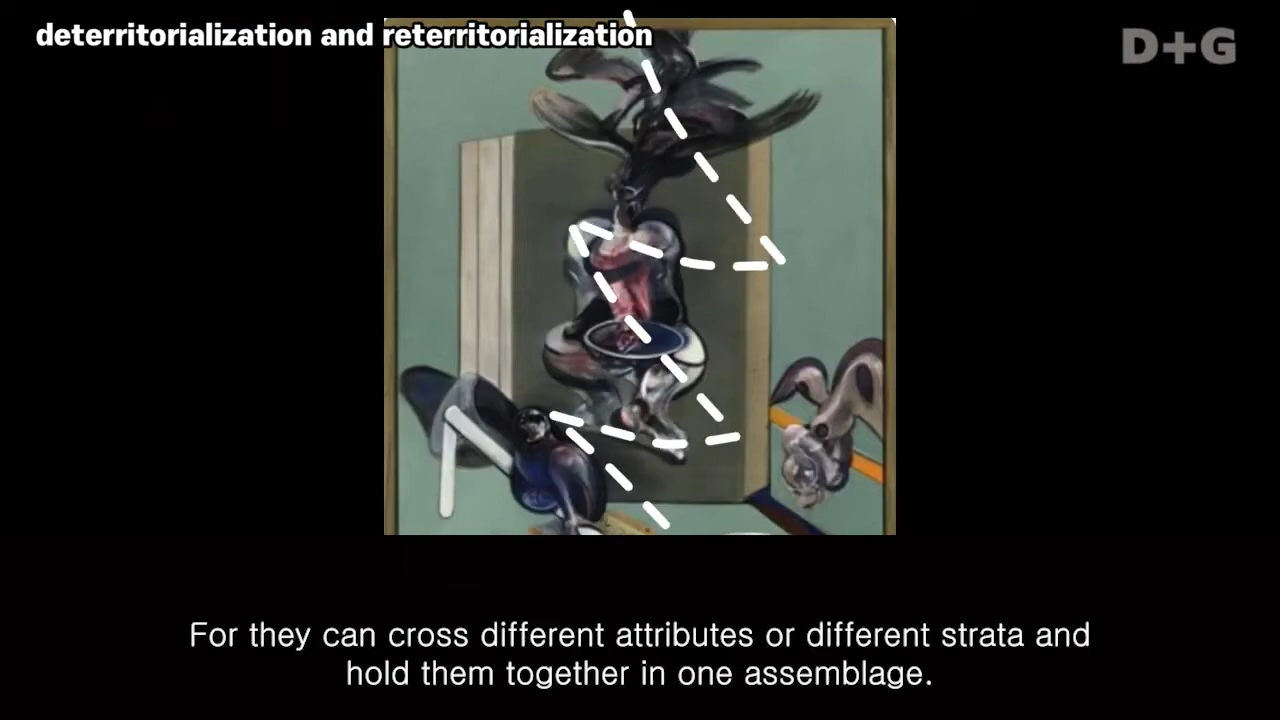 deterritorialization and reterritorialization
D+G
For they can cross different attributes or different strata and
hold them together in one assemblage.